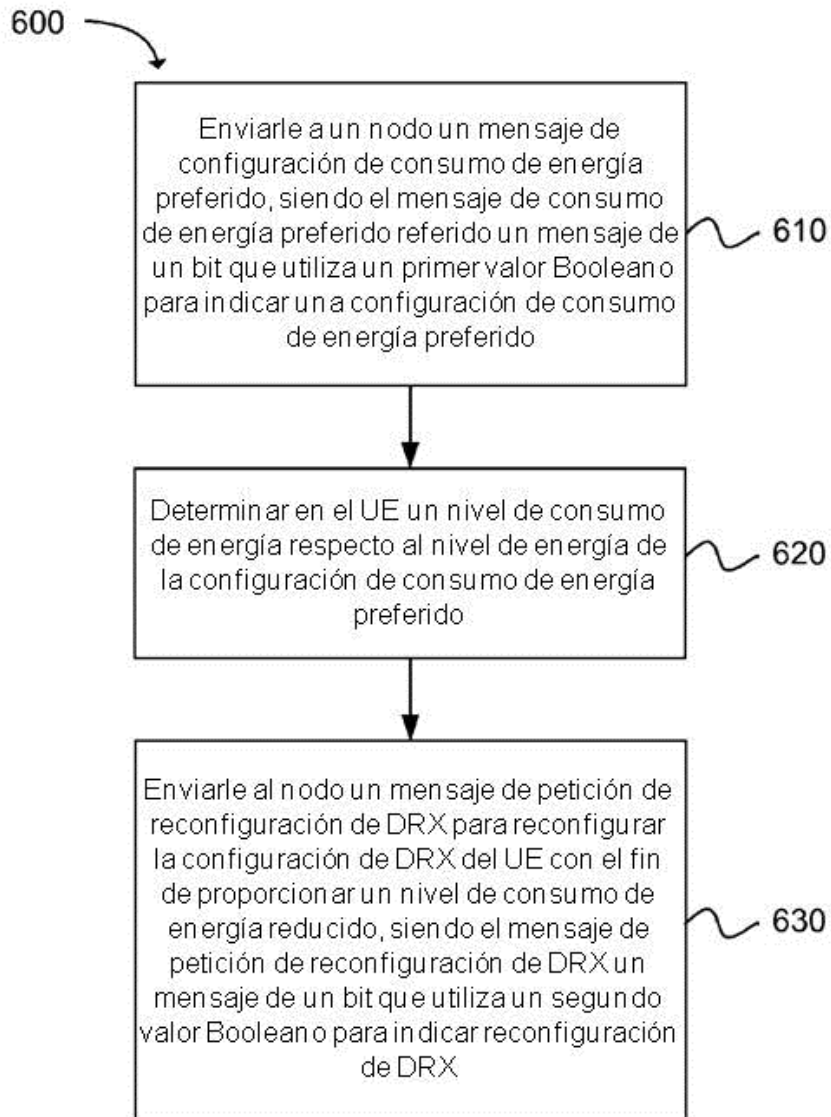 600
Enviarle a un nodo un mensaje de
configuración de consumo de energía
preferido, siendo el mensaje de consumo
de energía preferido referido un mensaje de
un bit que utiliza un primer valor Booleano
para indicar una configuración de consumo
de energía preferido
610
Determinar en el UE un nivel de consumo
de energía respecto al nivel de energía de
la configuración de consumo de energía
preferido
620
Enviarle al nodo un mensaje de petición de
reconfiguración de DRX para reconfigurar
la configuración de DRX del UE con el fin
de proporcionar un nivel de consumo de
energía reducido, siendo el mensaje de
petición de reconfiguración de DRX un
mensaje de un bit que utiliza un segundo
valor Booleano para indicar reconfiguración
de DRX
630